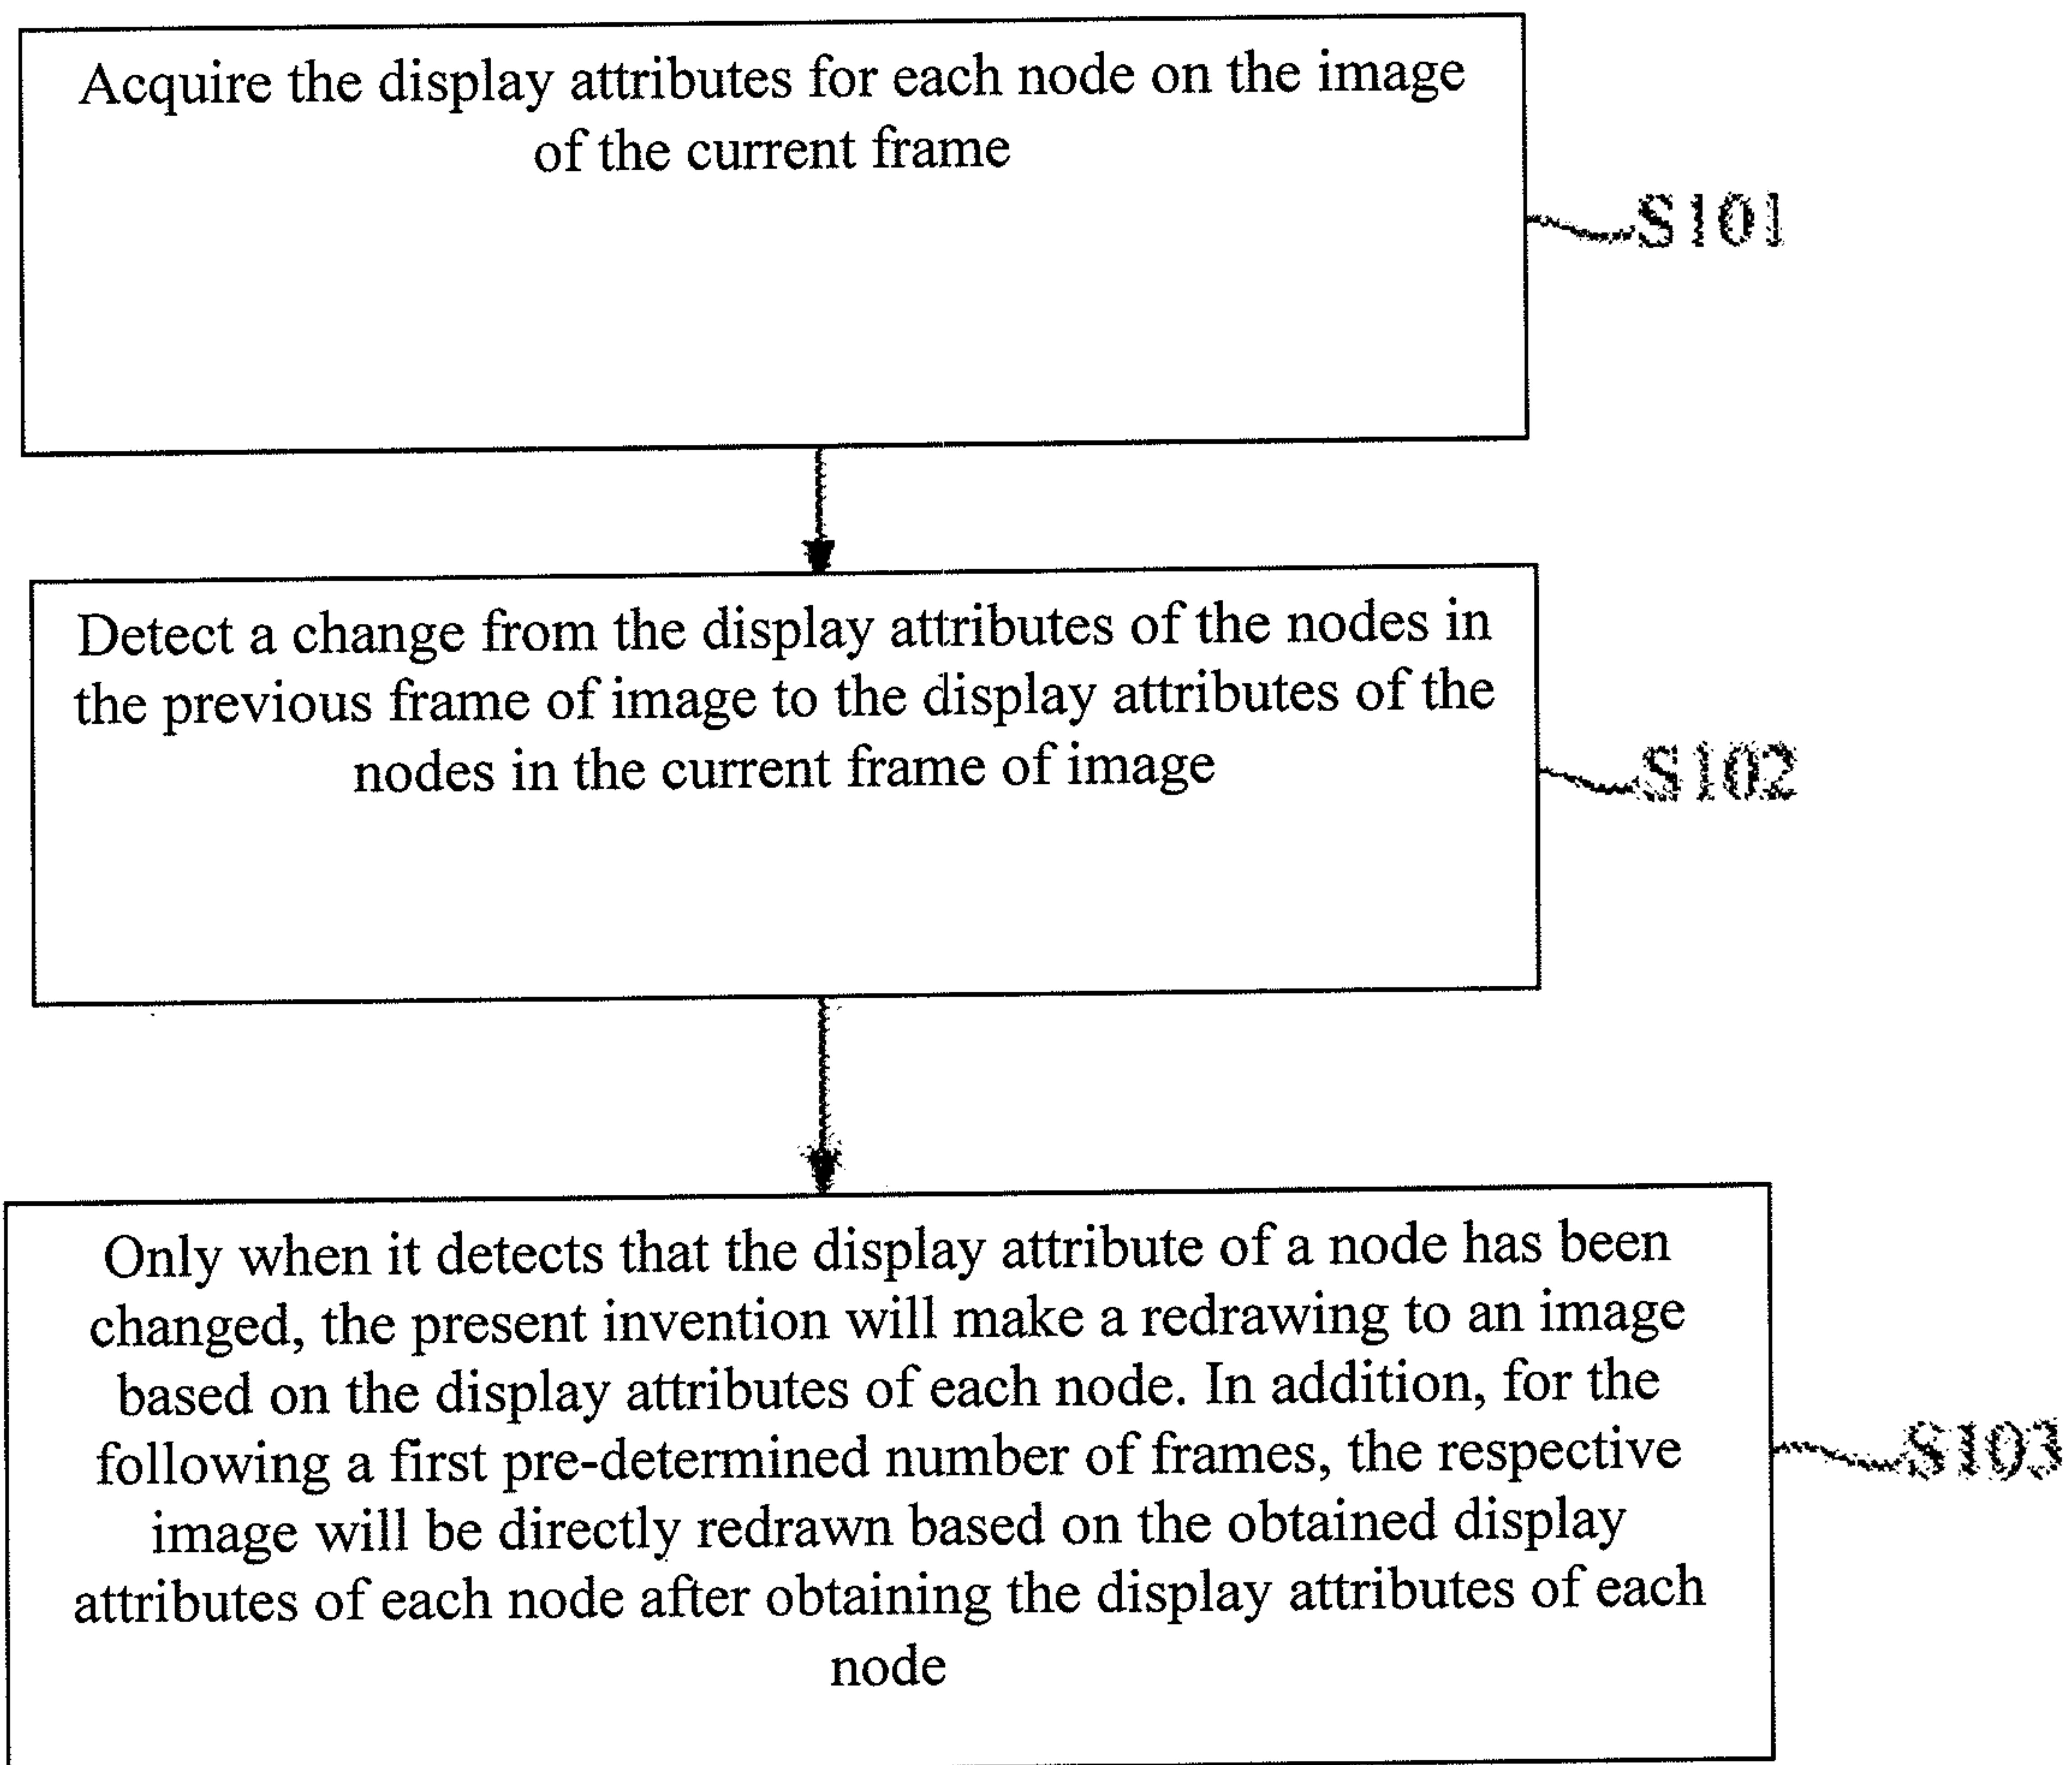 Acquire the display attributes for each node on the image
of the current frame
S101
Detect a change from the display attributes of the nodes in
the previous frame of image to the display attributes of the
nodes in the current frame of image
S102
Only when it detects that the display attribute of a node has been
changed, the present invention will make a redrawing to an image
based on the display attributes of each node. In addition, for the
following a first pre-determined number of frames, the respective
image will be directly redrawn based on the obtained display
attributes of each node after obtaining the display attributes of each
node
S103